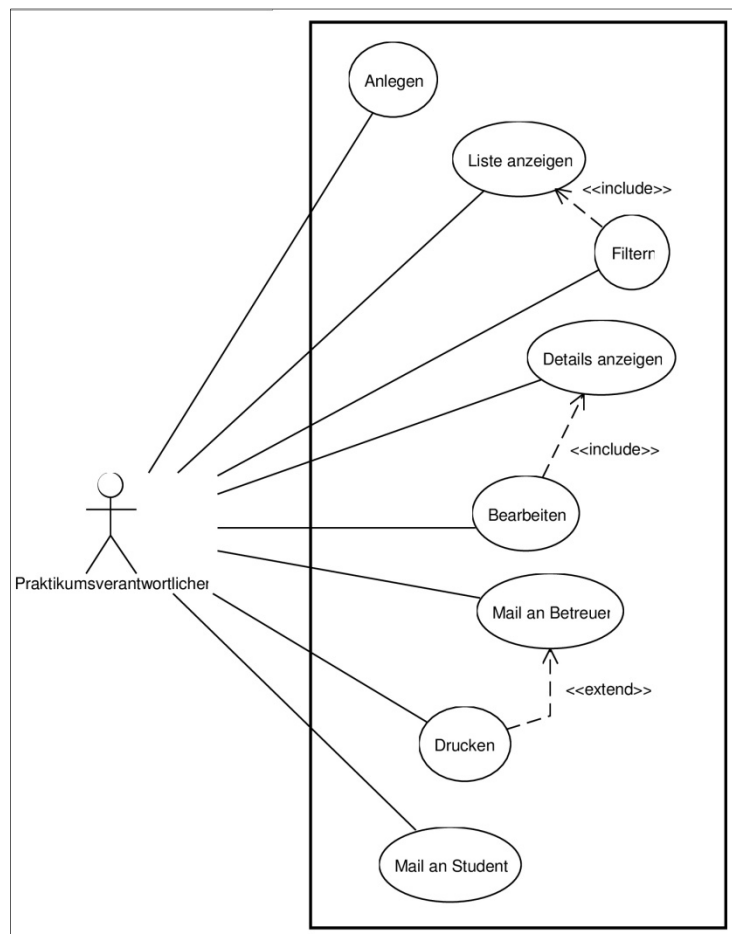 Anlegen
Liste anzeigen
<<include>>
Filtern
Details anzeigen
<<include>>
Bearbeiten
Praktikumsverantwortlicher
Mail an Betreuer
<<extend>>
Drucken
Mail an Student